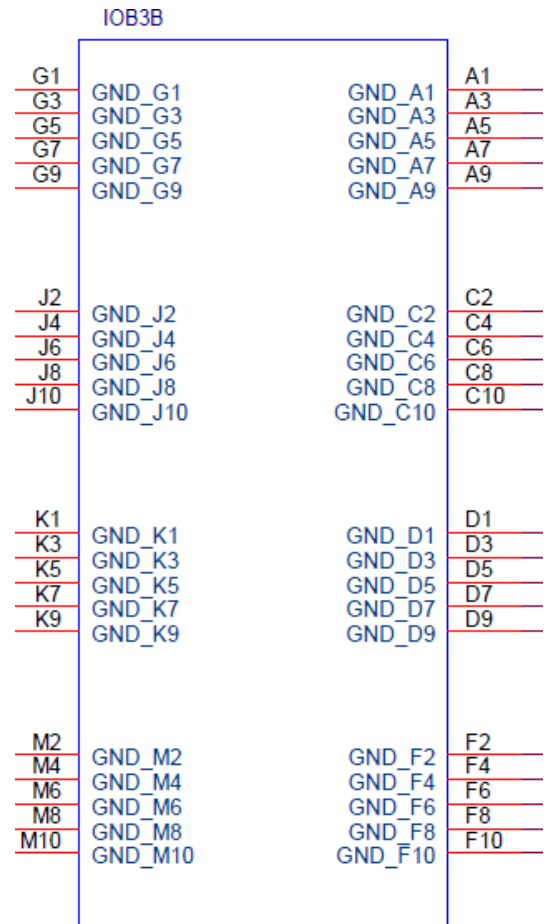 IOB3B
G1 GND_G1 GND_A1 A1
G3 GND_G3 GND_A3 A3
G5 GND_G5 GND_A5 A5
G7 GND_G7 GND_A7 A7
G9 GND_G9 GND_A9 A9
J2 GND_J2 GND_C2 C2
J4 GND_J4 GND_C4 C4
J6 GND_J6 GND_C6 C6
J8 GND_J8 GND_C8 C8
J10 GND_J10 GND_C10 C10
K1 GND_K1 GND_D1 D1
K3 GND_K3 GND_D3 D3
K5 GND_K5 GND_D5 D5
K7 GND_K7 GND_D7 D7
K9 GND_K9 GND_D9 D9
M2 GND_M2 GND_F2 F2
M4 GND_M4 GND_F4 F4
M6 GND_M6 GND_F6 F6
M8 GND_M8 GND_F8 F8
M10 GND_M10 GND_F10 F10